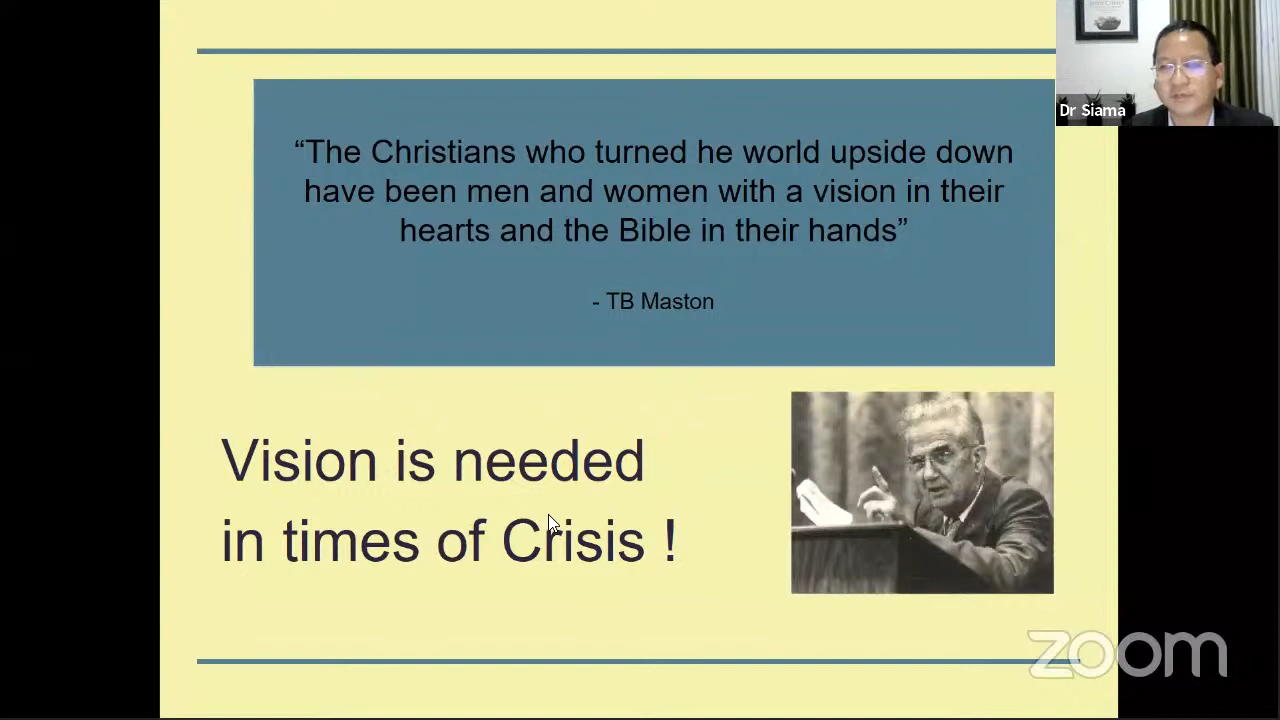 “The Christians who turned he world upside down
have been men and women with a vision in their
hearts and the Bible in their hands”
- TB Maston
Vision is needed
in times of Crisis !
Dr Siama
zoom